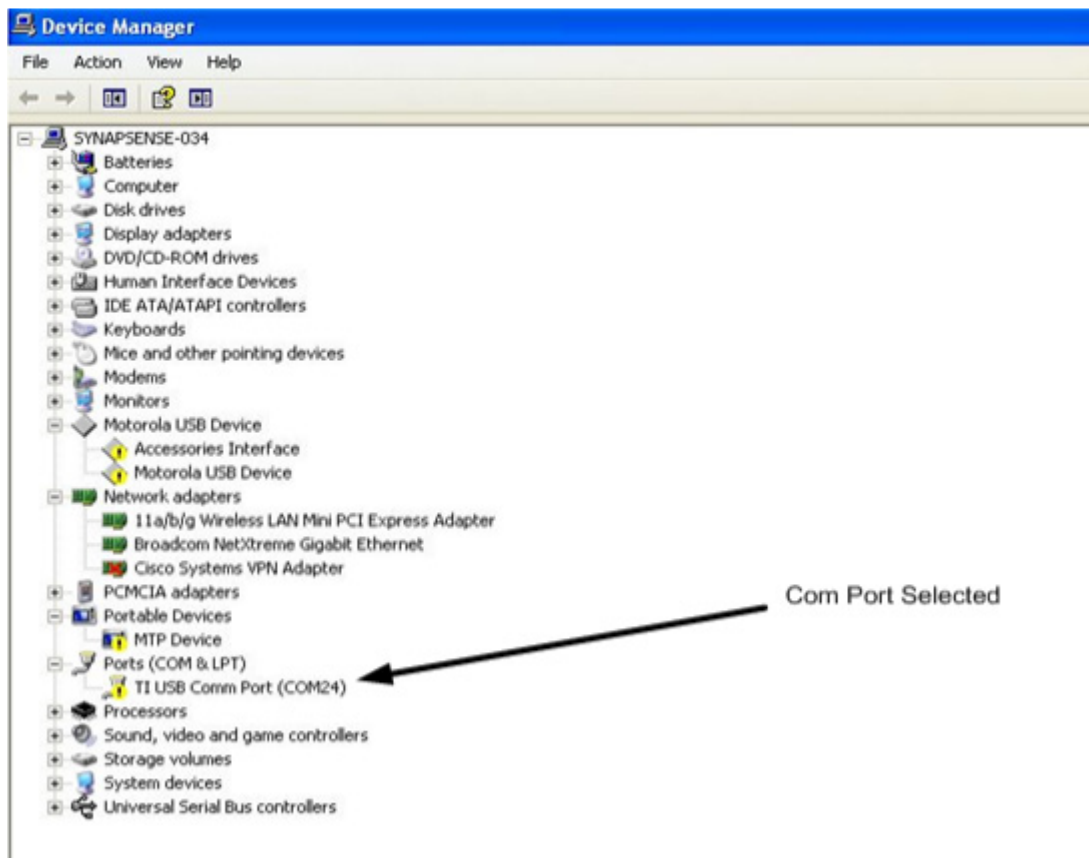 Device Manager
File Action View Help
SYNAPSENSE-034
Batteries
Computer
Disk drives
Display adapters
DVD/CD-ROM drives
Human Interface Devices
IDE ATA/ATAPI controllers
Keyboards
Mice and other pointing devices
Modems
Monitors
Motorola USB Device
Accessories Interface
Motorola USB Device
Network adapters
11a/b/g Wireless LAN Mini PCI Express Adapter
Broadcom NetXtreme Gigabit Ethernet
Cisco Systems VPN Adapter
PCMCIA adapters
Com Port Selected
Portable Devices
MTP Device
Ports (COM & LPT)
TI USB Comm Port (COM24)
Processors
Sound, video and game controllers
Storage volumes
System devices
Universal Serial Bus controllers